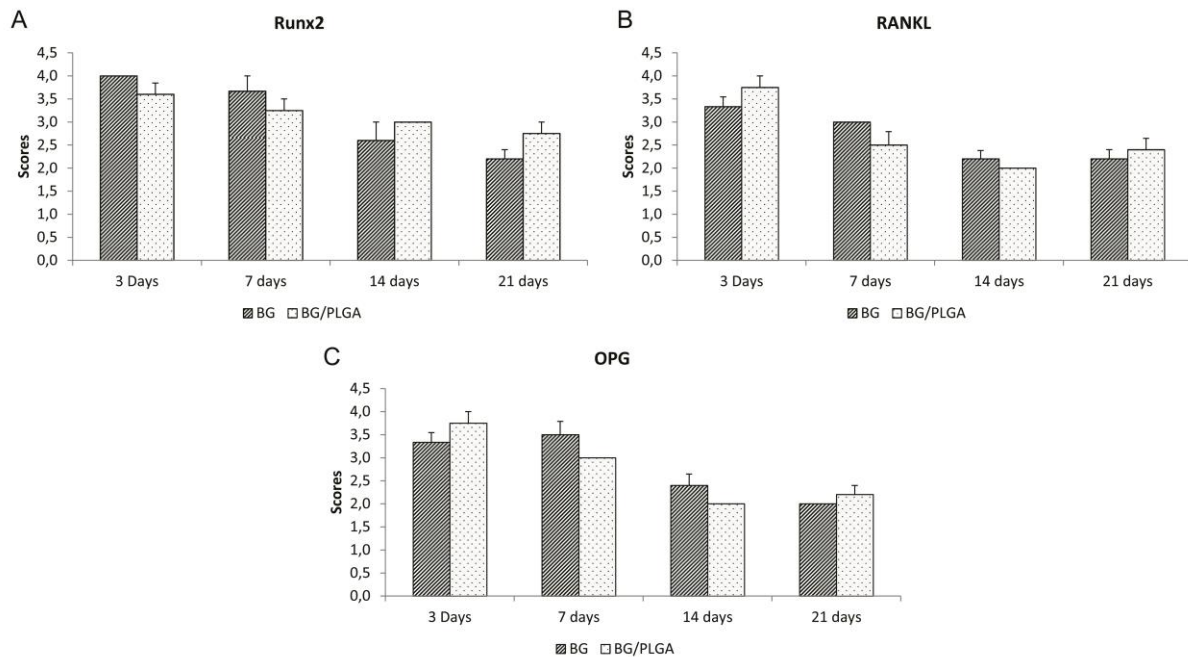 A
Runx2
Scores
4,5
4,0
3,5
3,0
2,5
2,0
1,5
1,0
0,5
0,0
3 Days 7 days 14 days 21 days
BG BG/PLGA
B
RANKL
Scores
4,5
4,0
3,5
3,0
2,5
2,0
1,5
1,0
0,5
0,0
3 Days 7 days 14 days 21 days
BG BG/PLGA
C
OPG
Scores
4,5
4,0
3,5
3,0
2,5
2,0
1,5
1,0
0,5
0,0
3 Days 7 days 14 days 21 days
BG BG/PLGA